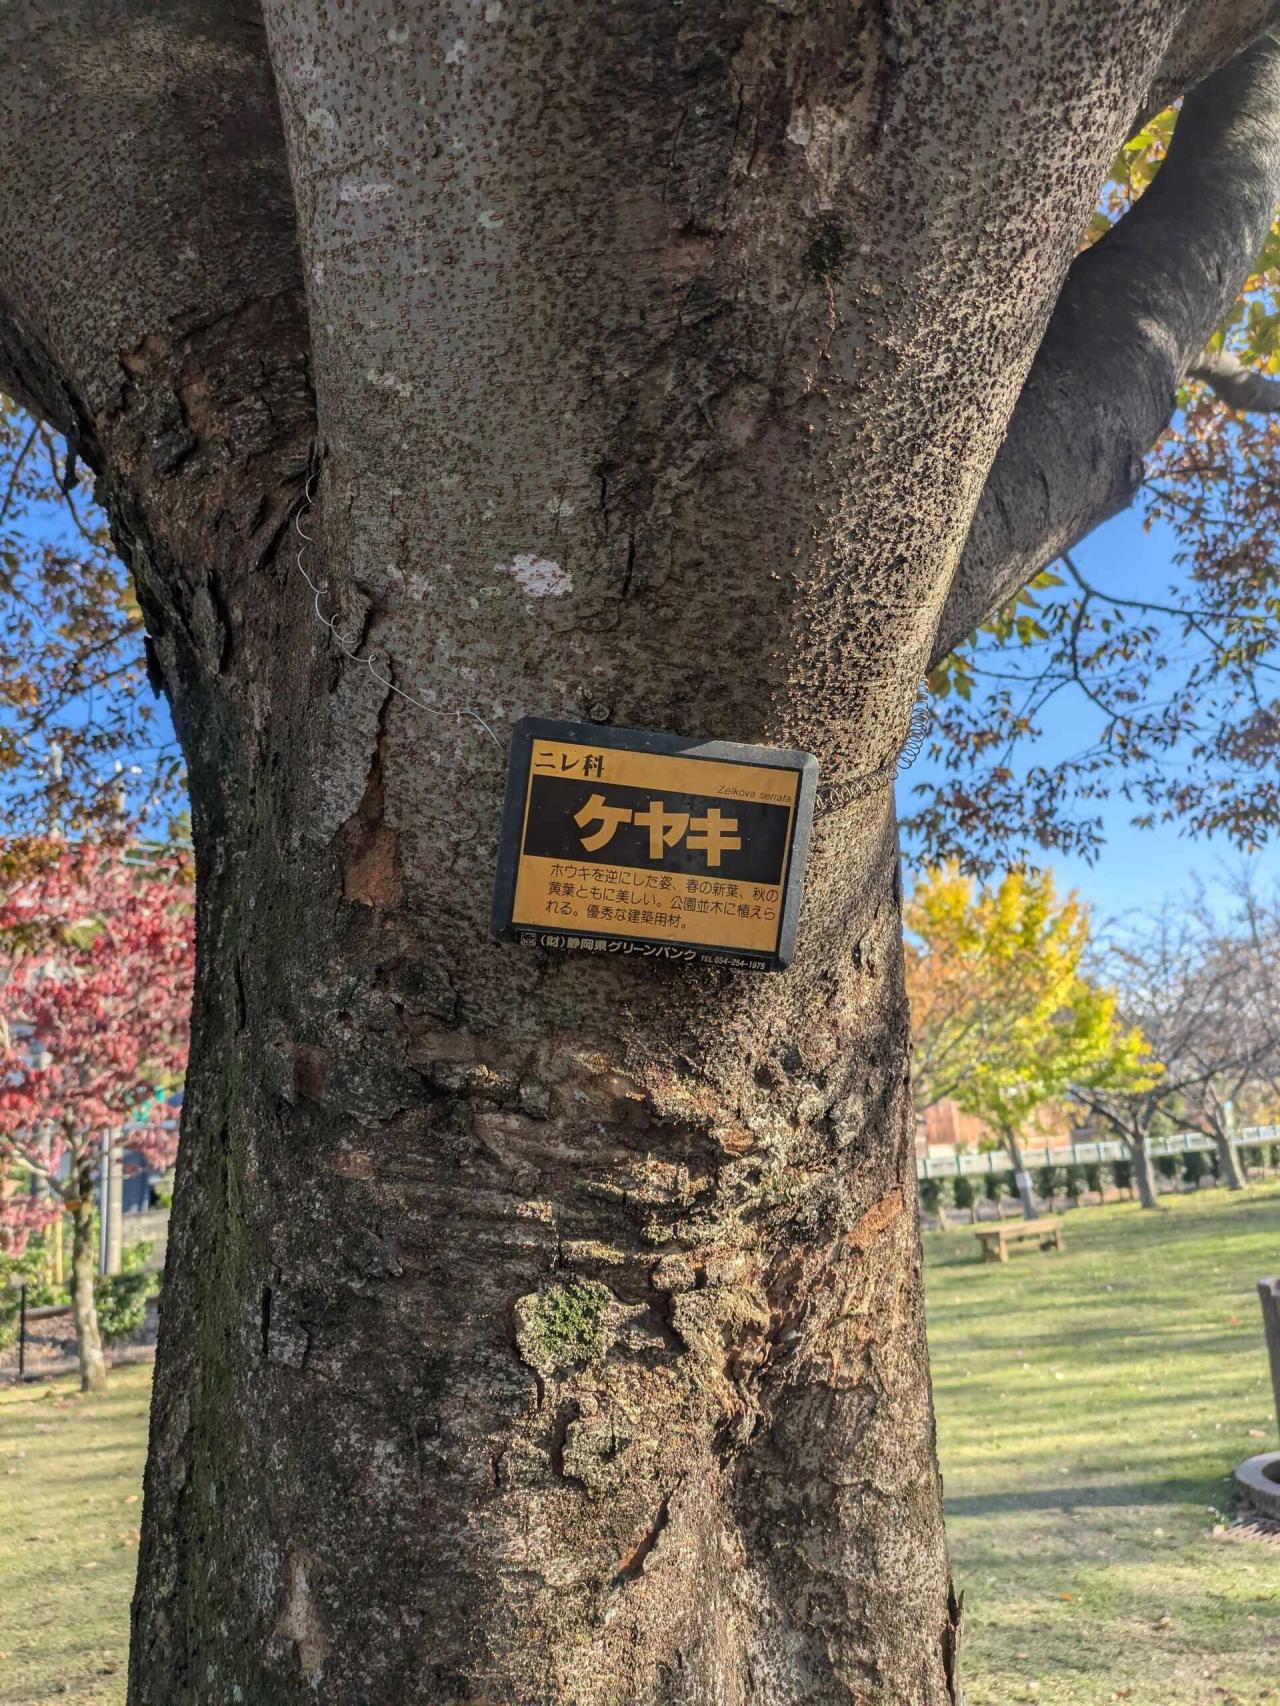 ニレ科
Zelkova serrata
ケヤキ
ホウキを逆にした姿、春の新葉、秋の
黄葉ともに美しい。公園並木に植えら
れる。優秀な建築用材。
(財)静岡県グリーンバンク TEL 054-254-1975